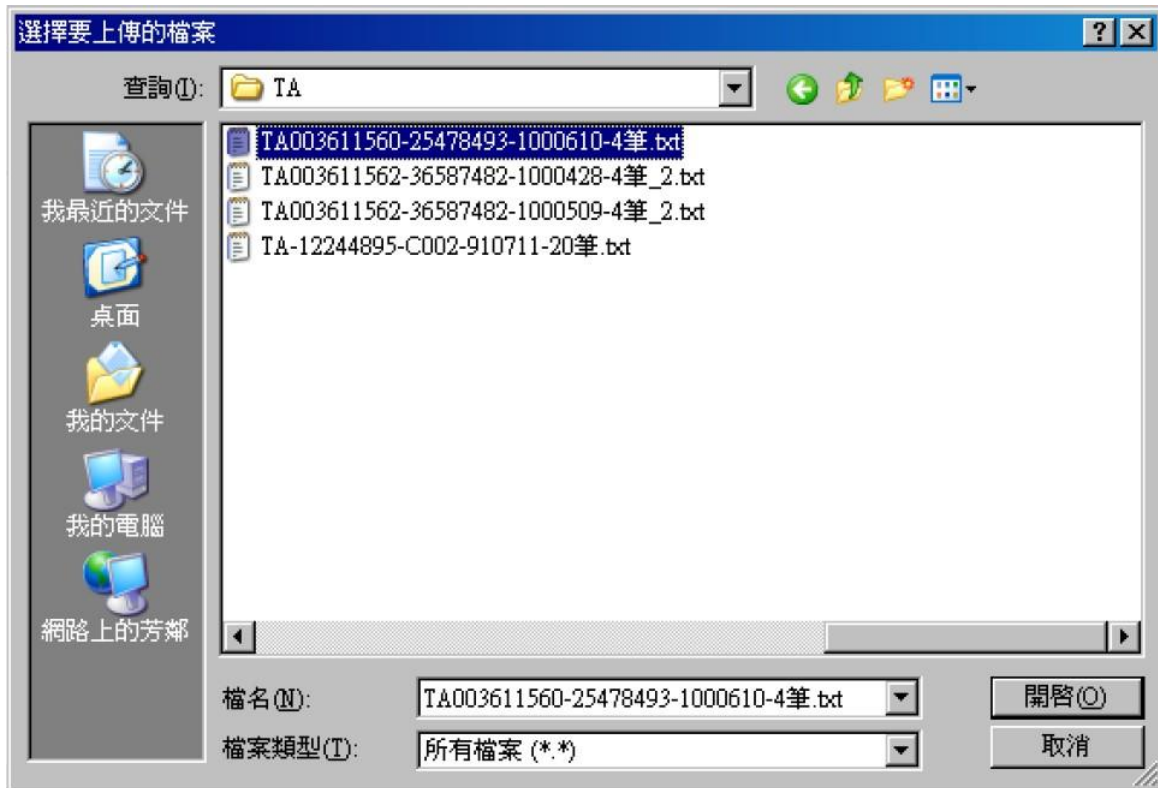 選擇要上傳的檔案
查詢(I): TA
TA003611560-25478493-1000610-4筆.txt
TA003611562-36587482-1000428-4筆_2.txt
TA003611562-36587482-1000509-4筆_2.txt
TA-12244895-C002-910711-20筆.txt
我最近的文件
桌面
我的文件
我的電腦
網路上的芳鄰
檔名(N): TA003611560-25478493-1000610-4筆.txt 開啓(O)
檔案類型(T): 所有檔案 (*.*) 取消